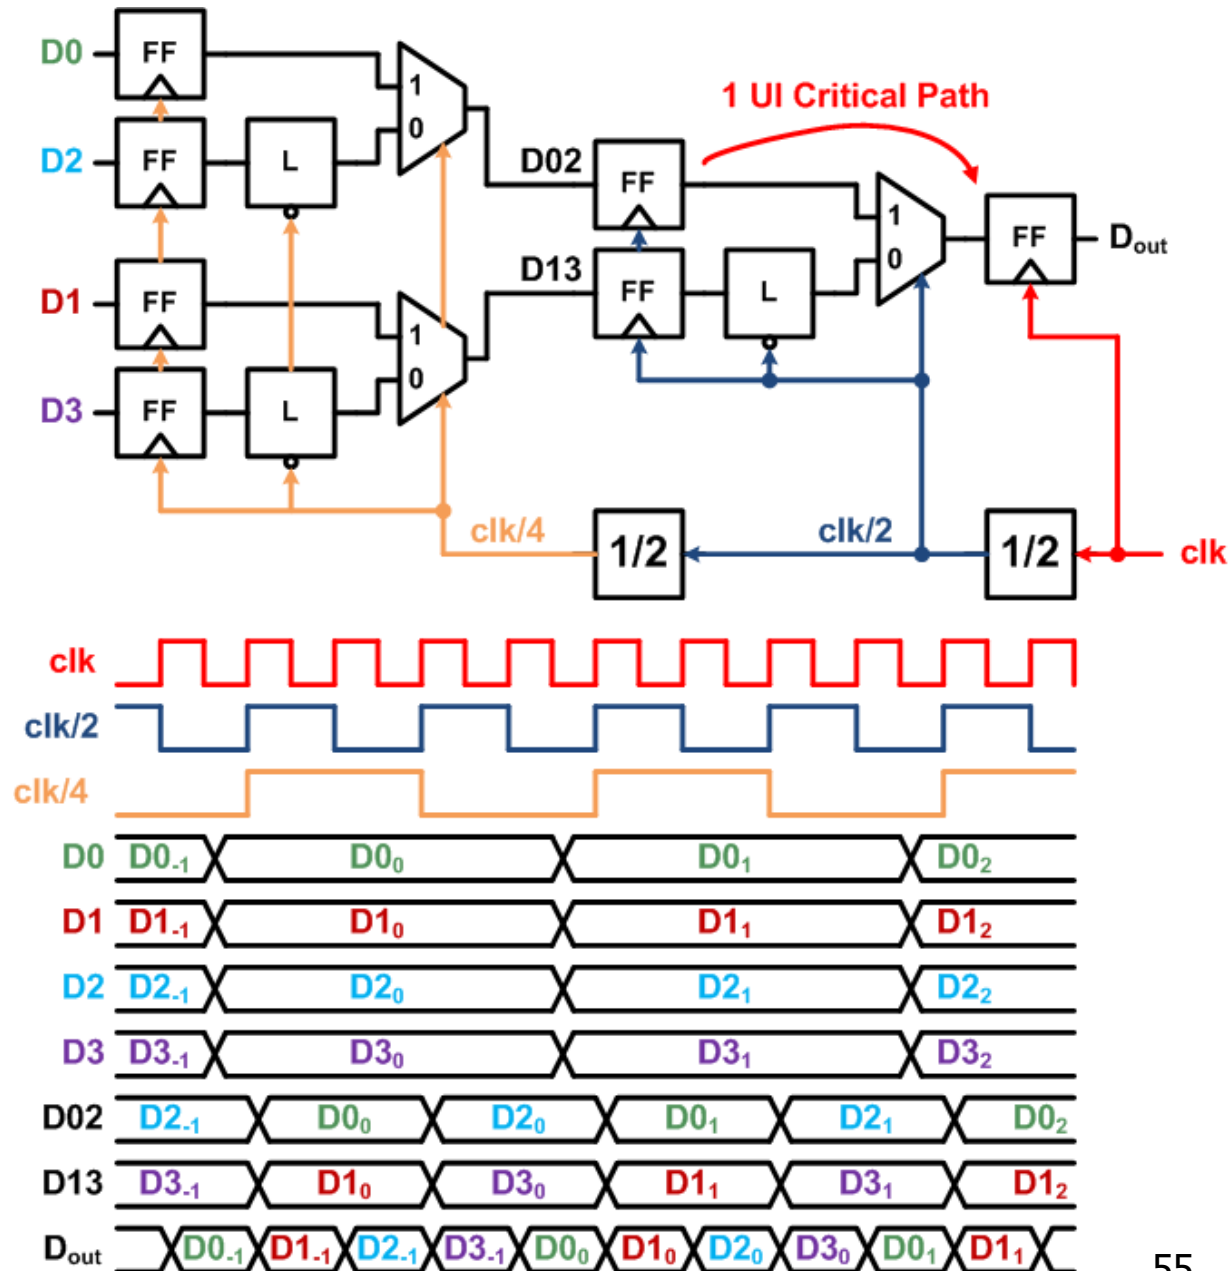 D0 FF
1
0
D2 FF L
D02 FF
1 UI Critical Path
1
0
FF Dout
D1 FF
1
0
D13 FF L
D3 FF L
clk/4 1/2 clk/2 1/2 clk
clk
clk/2
clk/4
D0 D0-1 D00 D01 D02
D1 D1-1 D10 D11 D12
D2 D2-1 D20 D21 D22
D3 D3-1 D30 D31 D32
D02 D2-1 D00 D20 D01 D21 D02
D13 D3-1 D10 D30 D11 D31 D12
Dout D0-1 D1-1 D2-1 D3-1 D00 D10 D20 D30 D01 D11
55